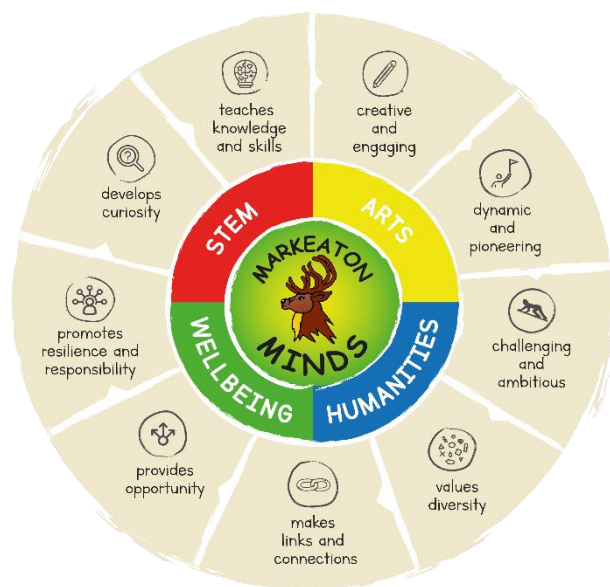 teaches
knowledge
and skills
creative
and
engaging
dynamic
and
pioneering
challenging
and
ambitious
values
diversity
makes
links and
connections
provides
opportunity
promotes
resilience and
responsibility
develops
curiosity
STEM
ARTS
HUMANITIES
WELLBEING
MARKEATON
MINDS